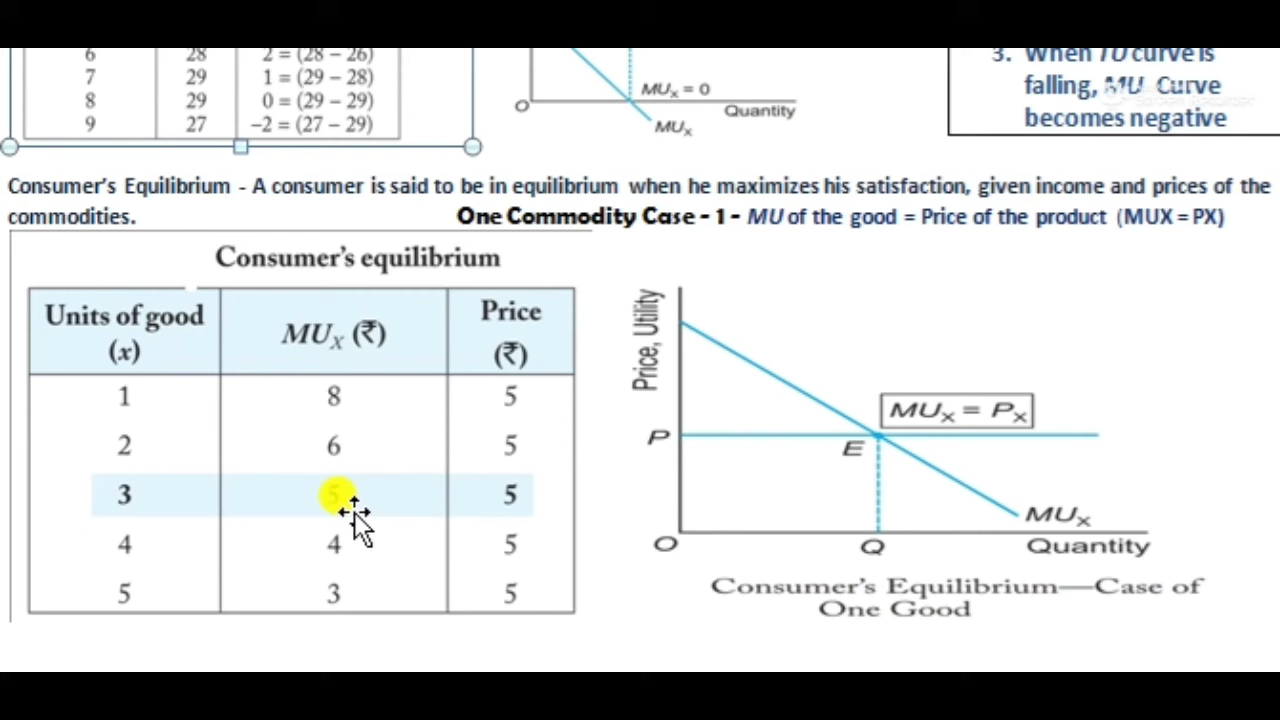 6 28 2 = (28 – 26)
7 29 1 = (29 – 28)
8 29 0 = (29 – 29)
9 27 –2 = (27 – 29)
O
MUx = 0
Quantity
MUx
3. When TU curve is
falling, MU Curve
becomes negative
Consumer's Equilibrium - A consumer is said to be in equilibrium when he maximizes his satisfaction, given income and prices of the
commodities. One Commodity Case - 1 - MU of the good = Price of the product (MUX = PX)
Consumer's equilibrium
Units of good (x) MUX (₹) Price (₹)
1 8 5
2 6 5
3 5 5
4 4 5
5 3 5
Price, Utility
MUx = Px
P
E
MUx
O
Q
Quantity
Consumer's Equilibrium—Case of
One Good